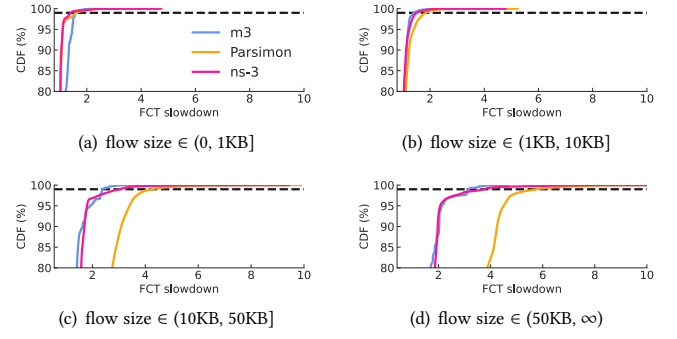 100
95
90
85
80
CDF (%)
m3
Parsimon
ns-3
2
4
6
8
10
FCT slowdown
(a) flow size ∈ (0, 1KB]
100
95
90
85
80
CDF (%)
2
4
6
8
10
FCT slowdown
(b) flow size ∈ (1KB, 10KB]
100
95
90
85
80
CDF (%)
2
4
6
8
10
FCT slowdown
(c) flow size ∈ (10KB, 50KB]
100
95
90
85
80
CDF (%)
2
4
6
8
10
FCT slowdown
(d) flow size ∈ (50KB, ∞)